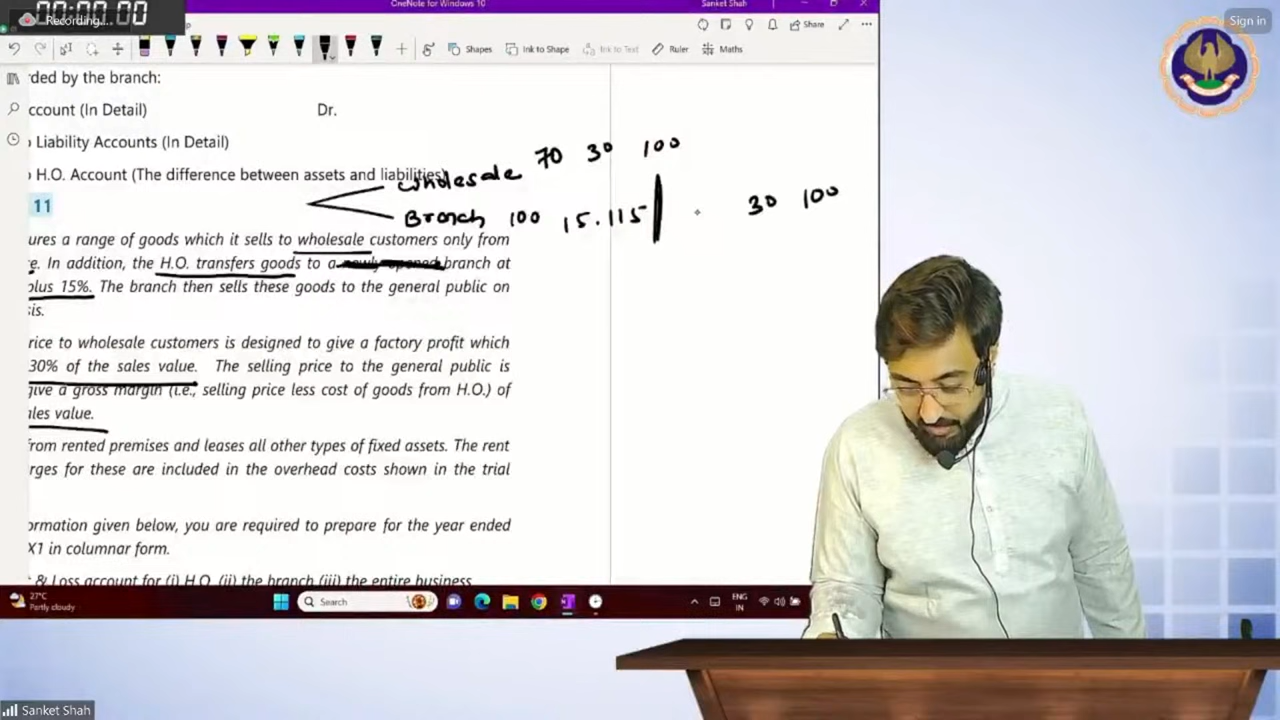 00:00:00
Recording...
OneNote for Windows 10
Sanket Shah
Sign in
Share
Shapes
Ink to Shape
Ink to Text
Ruler
Maths
rded by the branch:
ccount (In Detail) Dr.
o Liability Accounts (In Detail)
o H.O. Account (The difference between assets and liabilities)
wholesale 70 30 100
11
Branch 100 15. 115 30 100
ures a range of goods which it sells to wholesale customers only from
e. In addition, the H.O. transfers goods to a newly opened branch at
plus 15%. The branch then sells these goods to the general public on
sis.
rice to wholesale customers is designed to give a factory profit which
30% of the sales value. The selling price to the general public is
give a gross margin (i.e., selling price less cost of goods from H.O.) of
ales value.
from rented premises and leases all other types of fixed assets. The rent
rges for these are included in the overhead costs shown in the trial
ormation given below, you are required to prepare for the year ended
X1 in columnar form.
& Loss account for (i) H.O. (ii) the branch (iii) the entire business
27°C
Partly cloudy
Search
ENG
IN
Sanket Shah